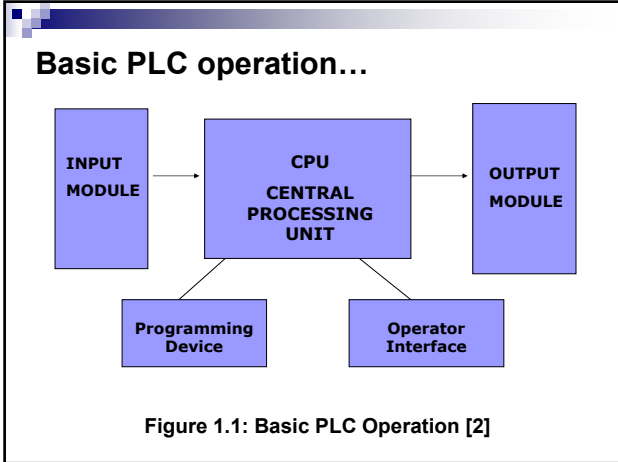 Basic PLC operation…
INPUT
MODULE
CPU
CENTRAL
PROCESSING
UNIT
OUTPUT
MODULE
Programming
Device
Operator
Interface
Figure 1.1: Basic PLC Operation [2]